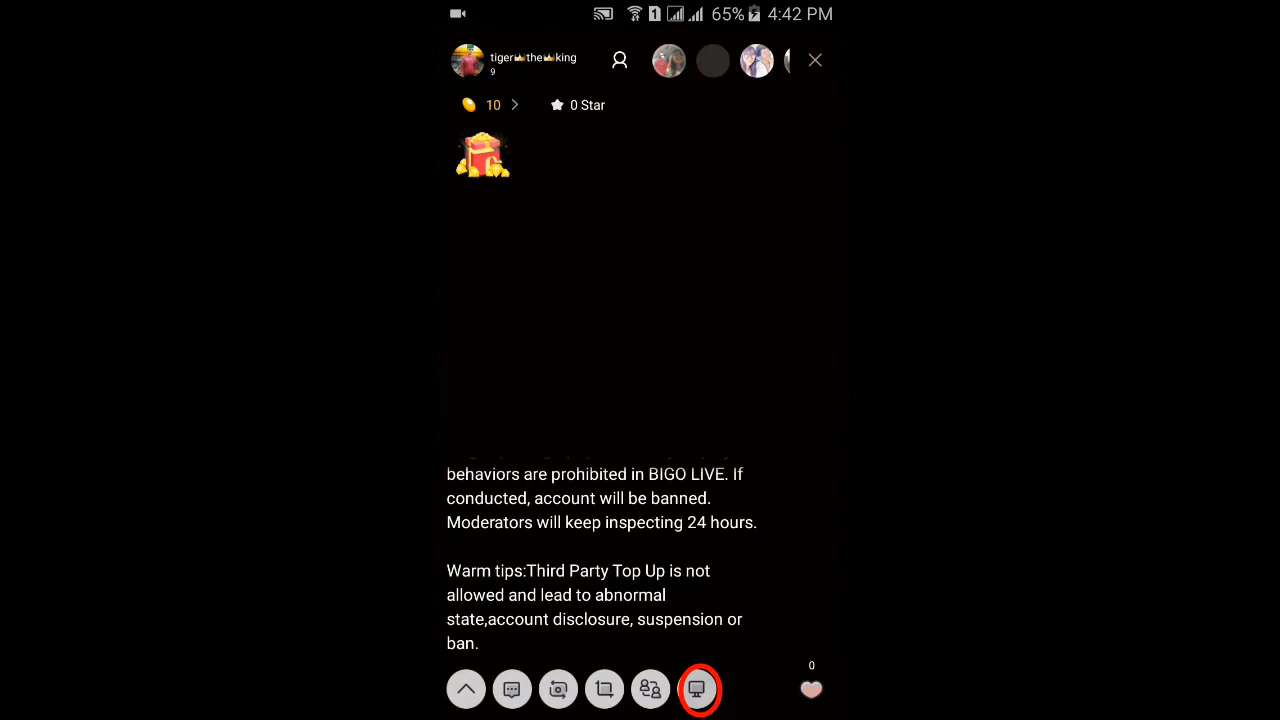 1 65% 4:42 PM
tiger👑the👑king
9
10 0 Star
behaviors are prohibited in BIGO LIVE. If
conducted, account will be banned.
Moderators will keep inspecting 24 hours.
Warm tips:Third Party Top Up is not
allowed and lead to abnormal
state,account disclosure, suspension or
ban.
0